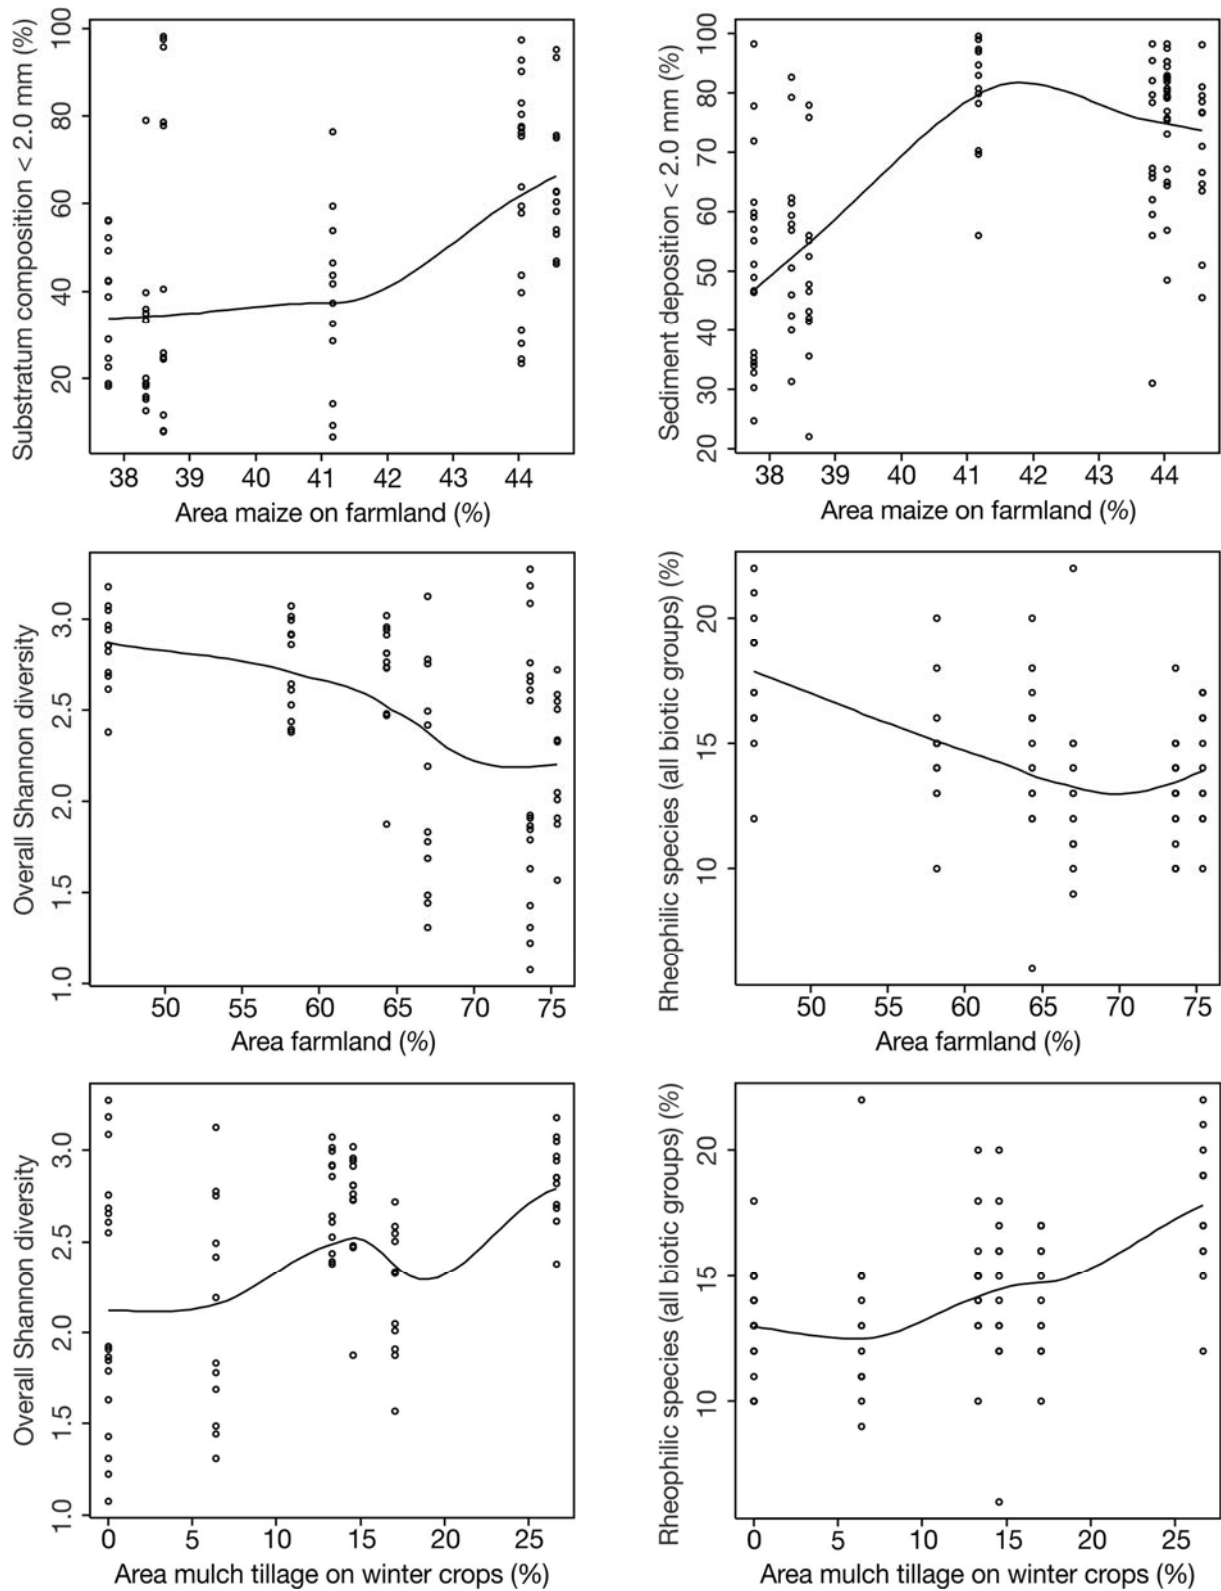 Substratum composition < 2.0 mm (%)
100
80
60
40
20
38 39 40 41 42 43 44
Area maize on farmland (%)
Sediment deposition < 2.0 mm (%)
100
90
80
70
60
50
40
30
20
38 39 40 41 42 43 44
Area maize on farmland (%)
Overall Shannon diversity
3.0
2.5
2.0
1.5
1.0
50 55 60 65 70 75
Area farmland (%)
Rheophilic species (all biotic groups) (%)
20
15
10
50 55 60 65 70 75
Area farmland (%)
Overall Shannon diversity
3.0
2.5
2.0
1.5
1.0
0 5 10 15 20 25
Area mulch tillage on winter crops (%)
Rheophilic species (all biotic groups) (%)
20
15
10
0 5 10 15 20 25
Area mulch tillage on winter crops (%)